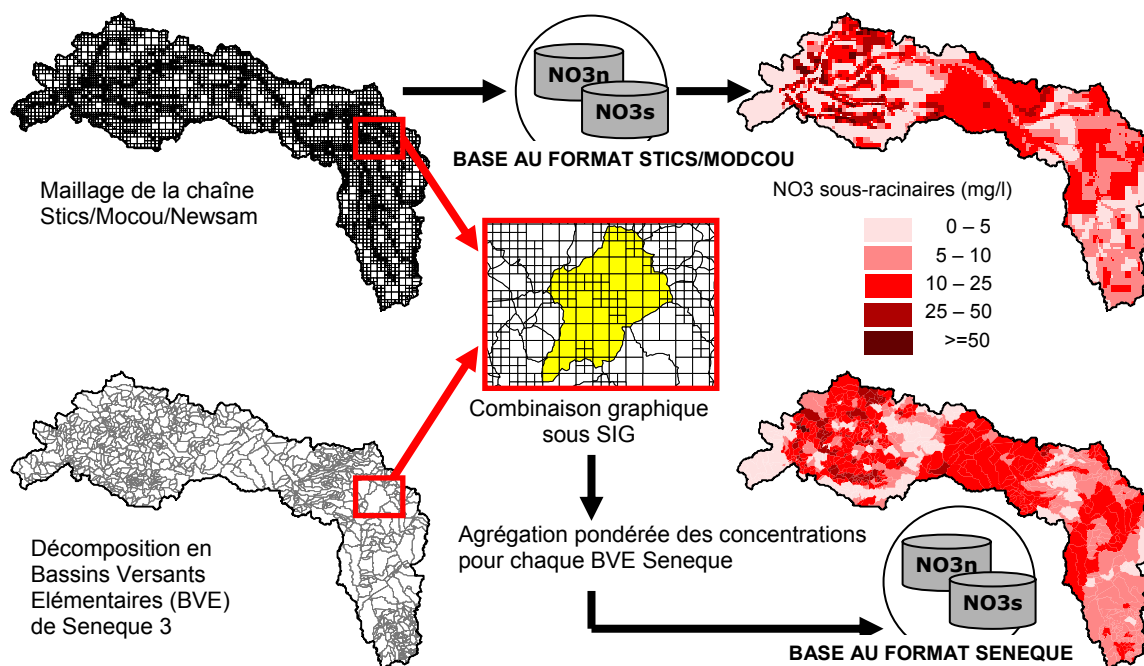 NO3n
NO3s
BASE AU FORMAT STICS/MODCOU
Maillage de la chaîne
Stics/Mocou/Newsam
NO3 sous-racinaires (mg/l)
0 – 5
5 – 10
10 – 25
25 – 50
>=50
Combinaison graphique
sous SIG
Agrégation pondérée des concentrations
pour chaque BVE Seneque
Décomposition en
Bassins Versants
Elémentaires (BVE)
de Seneque 3
NO3n
NO3s
BASE AU FORMAT SENEQUE